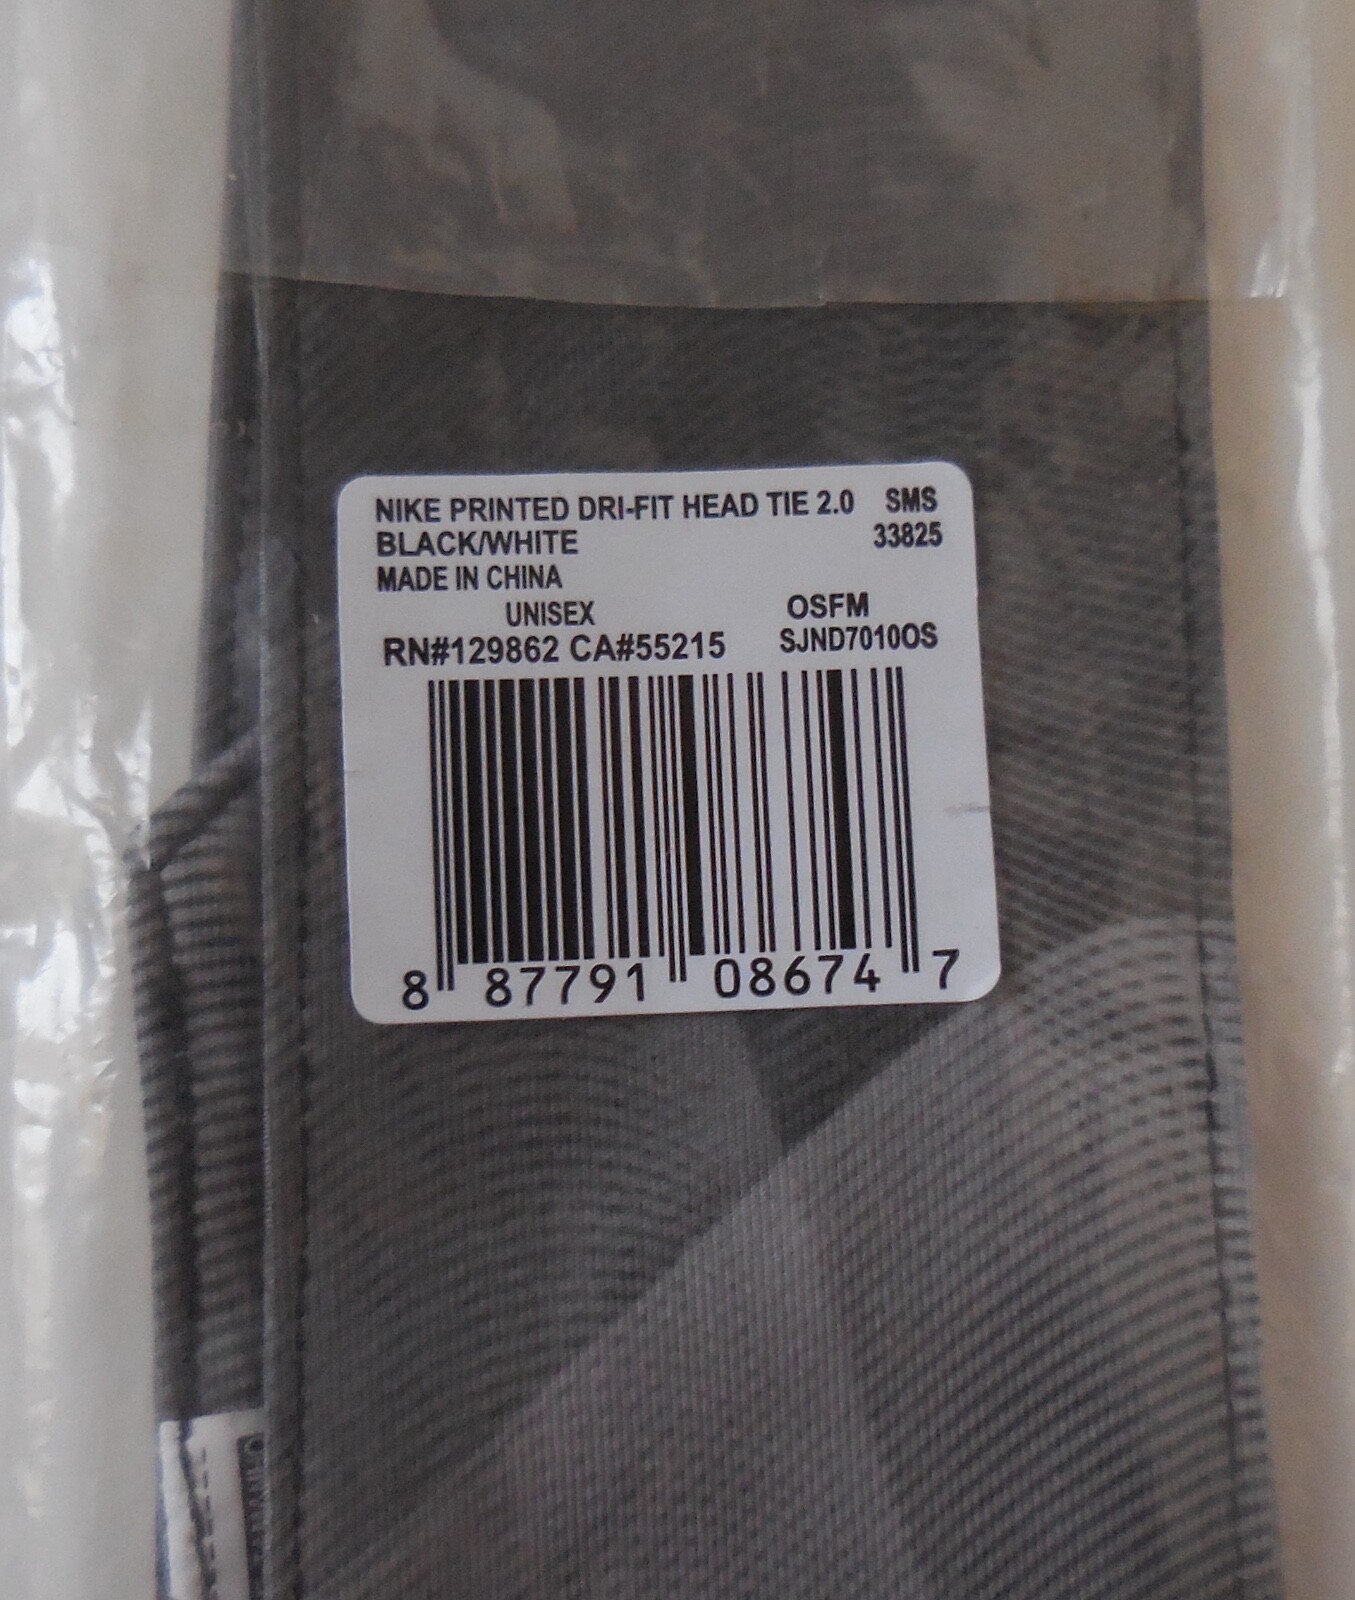 NIKE PRINTED DRI-FIT HEAD TIE 2.0 SMS
BLACK/WHITE 33825
MADE IN CHINA
UNISEX OSFM
RN#129862 CA#55215 SJND7010OS
8 87791 08674 7